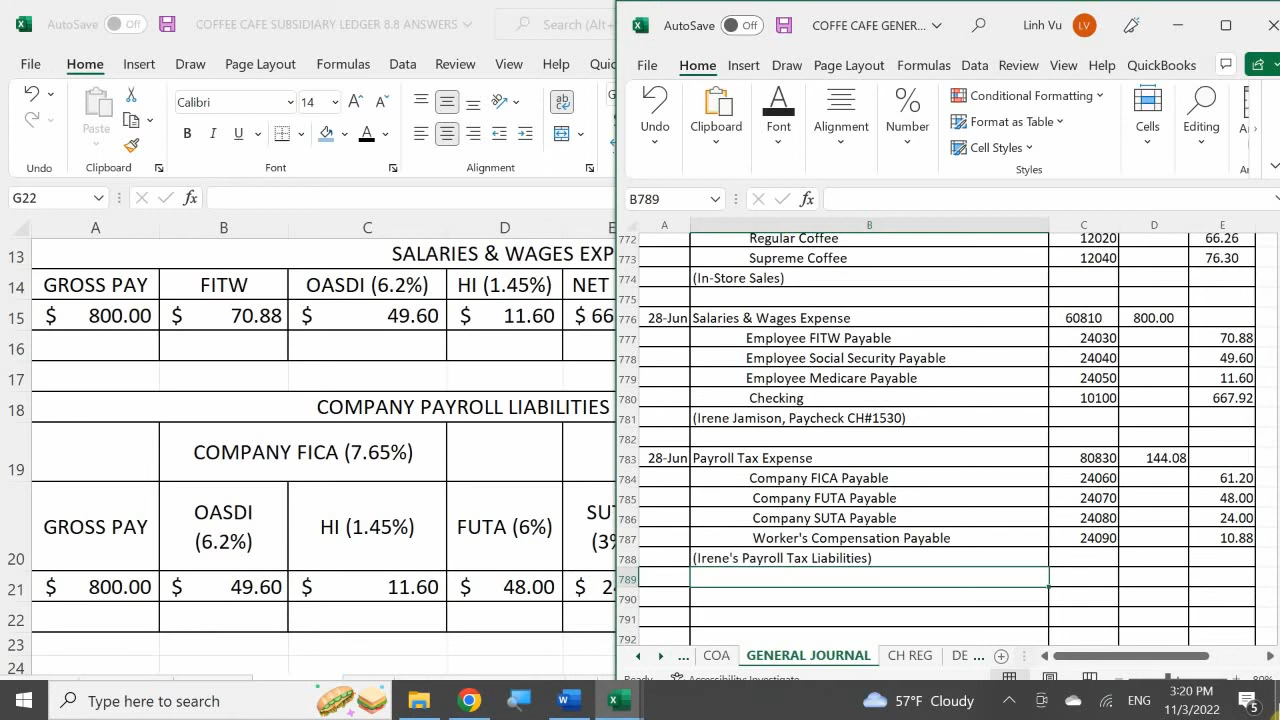 AutoSave Off COFFEE CAFE SUBSIDIARY LEDGER 8.8 ANSWERS Search (Alt+
File Home Insert Draw Page Layout Formulas Data Review View Help Quic
Calibri 14
B I U A ab
Paste
Undo Clipboard Font Alignment
G22 fx
A B C D E
13 SALARIES & WAGES EXP
14 GROSS PAY FITW OASDI (6.2%) HI (1.45%) NET
15 $ 800.00 $ 70.88 $ 49.60 $ 11.60 $ 66
16
17
18 COMPANY PAYROLL LIABILITIES
19 COMPANY FICA (7.65%)
20 GROSS PAY OASDI (6.2%) HI (1.45%) FUTA (6%) SU (3%
21 $ 800.00 $ 49.60 $ 11.60 $ 48.00 $ 2
22
23
24
AutoSave Off COFFE CAFE GENER... Linh Vu LV
File Home Insert Draw Page Layout Formulas Data Review View Help QuickBooks
Undo Clipboard Font Alignment Number Conditional Formatting Format as Table Cell Styles Cells Editing
Styles
B789 fx
A B C D E
772 Regular Coffee 12020 66.26
773 Supreme Coffee 12040 76.30
774 (In-Store Sales)
775
776 28-Jun Salaries & Wages Expense 60810 800.00
777 Employee FITW Payable 24030 70.88
778 Employee Social Security Payable 24040 49.60
779 Employee Medicare Payable 24050 11.60
780 Checking 10100 667.92
781 (Irene Jamison, Paycheck CH#1530)
782
783 28-Jun Payroll Tax Expense 80830 144.08
784 Company FICA Payable 24060 61.20
785 Company FUTA Payable 24070 48.00
786 Company SUTA Payable 24080 24.00
787 Worker's Compensation Payable 24090 10.88
788 (Irene's Payroll Tax Liabilities)
789
790
791
792
... COA GENERAL JOURNAL CH REG DE ...
Ready Accessibility: Investigate 80%
Type here to search
57°F Cloudy ENG 3:20 PM
11/3/2022 5